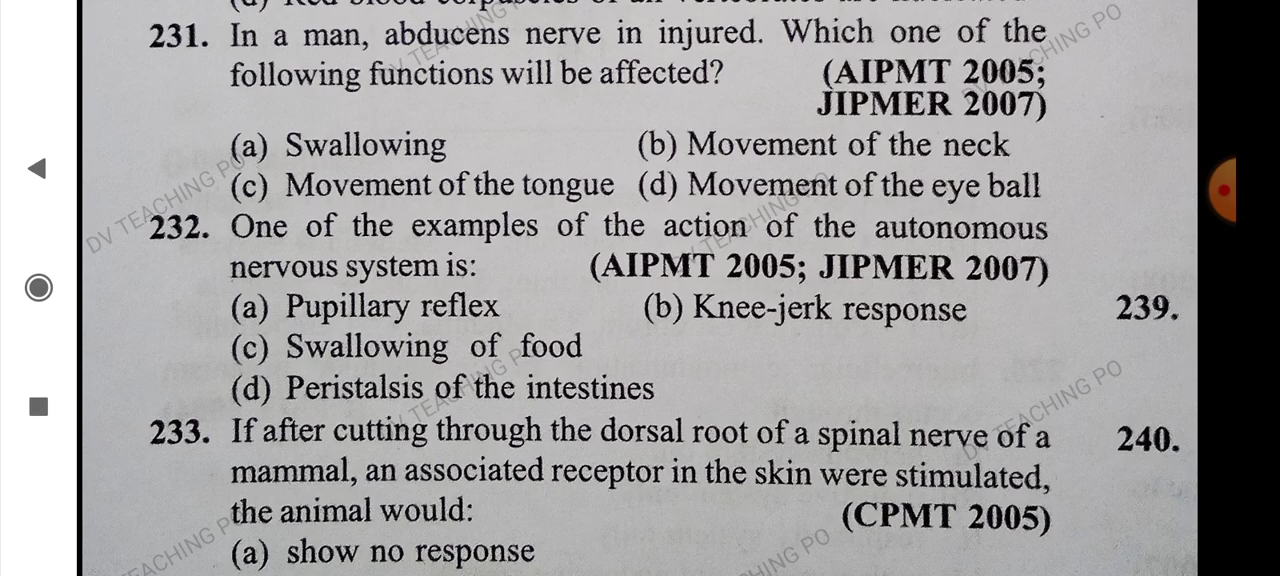 231. In a man, abducens nerve in injured. Which one of the
following functions will be affected? (AIPMT 2005;
JIPMER 2007)
(a) Swallowing (b) Movement of the neck
(c) Movement of the tongue (d) Movement of the eye ball
232. One of the examples of the action of the autonomous
nervous system is: (AIPMT 2005; JIPMER 2007)
(a) Pupillary reflex (b) Knee-jerk response
239.
(c) Swallowing of food
(d) Peristalsis of the intestines
233. If after cutting through the dorsal root of a spinal nerve of a
240.
mammal, an associated receptor in the skin were stimulated,
the animal would: (CPMT 2005)
(a) show no response
DV TEACHING PO